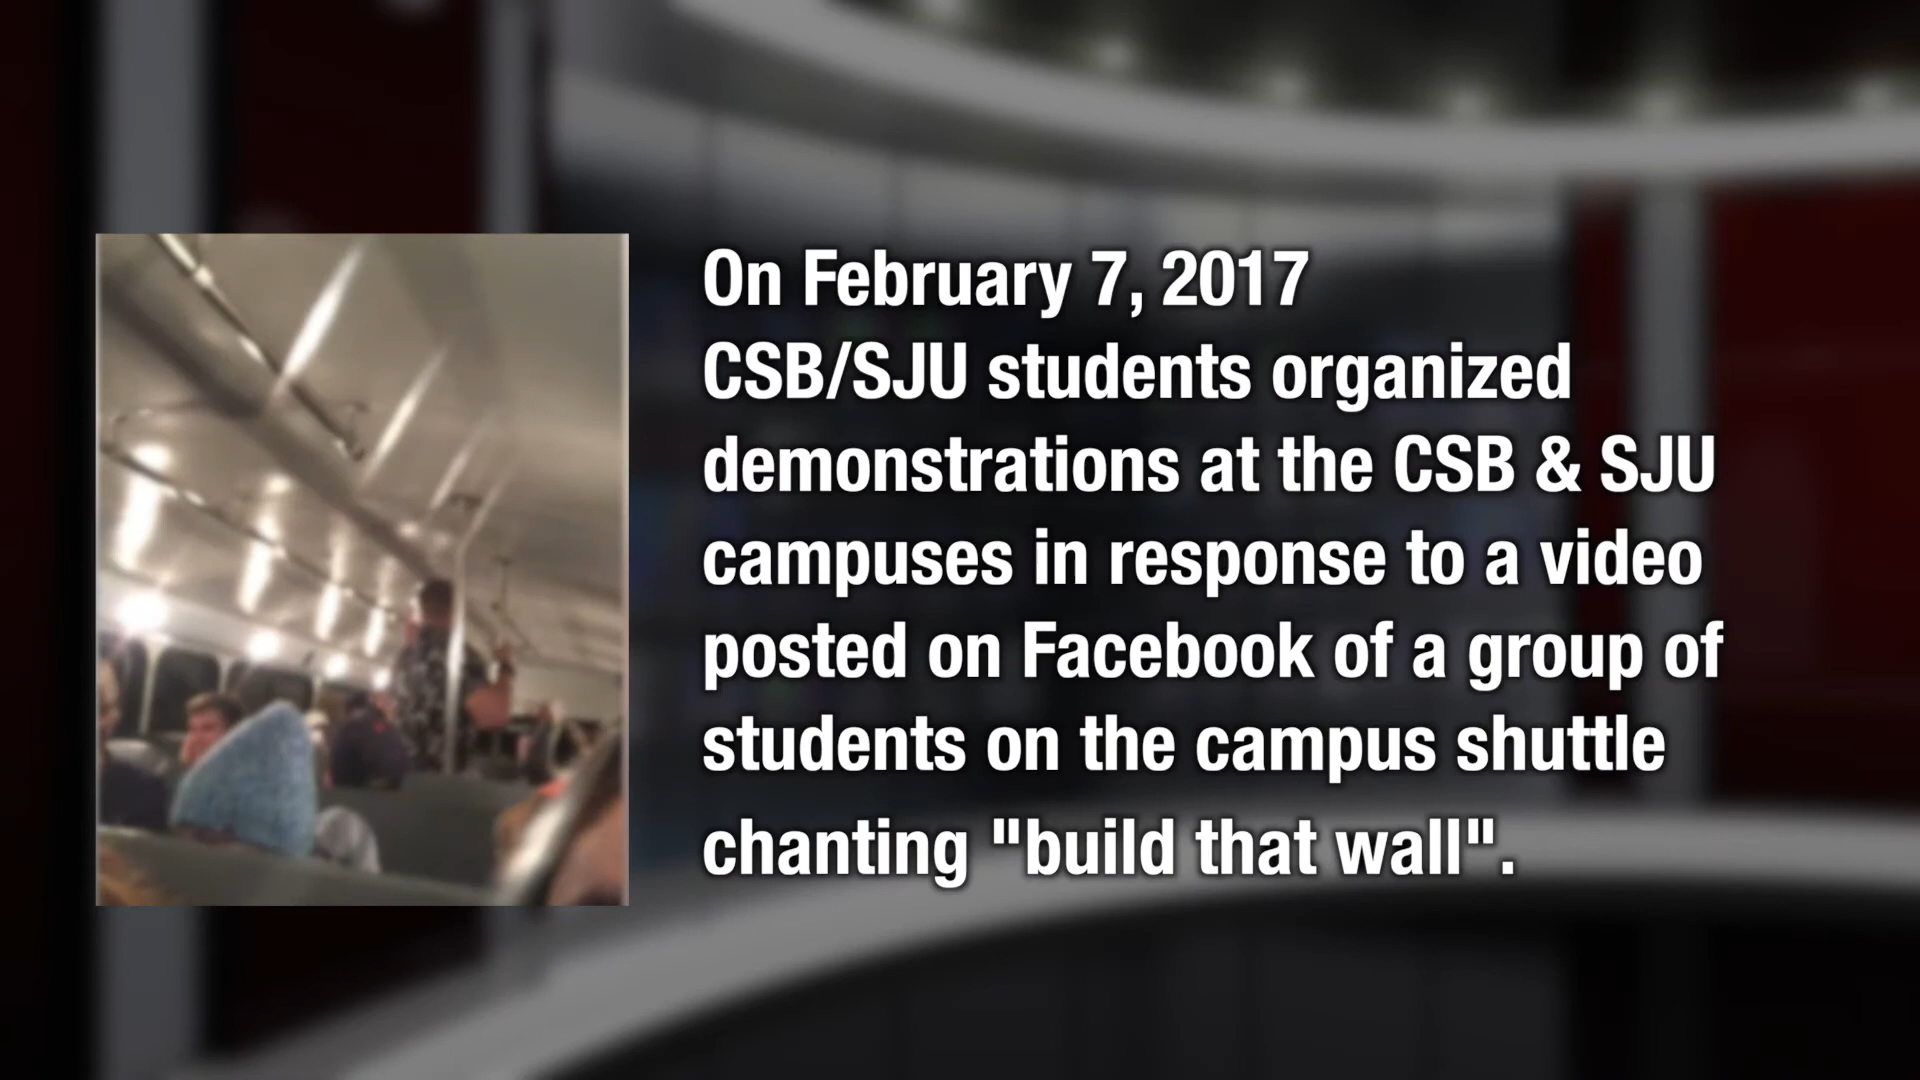 On February 7, 2017
CSB/SJU students organized
demonstrations at the CSB & SJU
campuses in response to a video
posted on Facebook of a group of
students on the campus shuttle
chanting "build that wall".